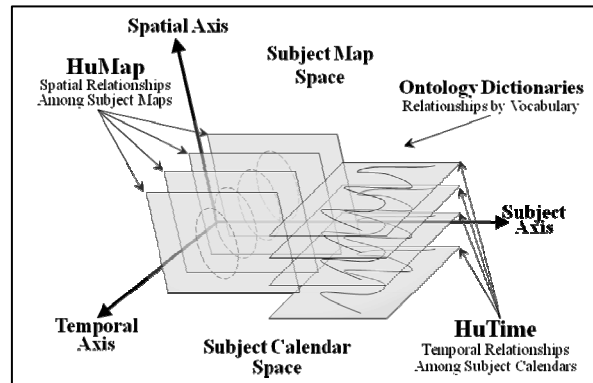 Spatial Axis
Subject Map
Space
HuMap
Spatial Relationships
Among Subject Maps
Ontology Dictionaries
Relationships by Vocabulary
Subject
Axis
Temporal
Axis
Subject Calendar
Space
HuTime
Temporal Relationships
Among Subject Calendars